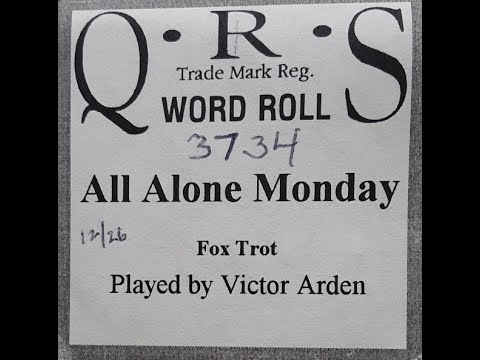 Q·R·S
Trade Mark Reg.
WORD ROLL
3734
All Alone Monday
12/26
Fox Trot
Played by Victor Arden